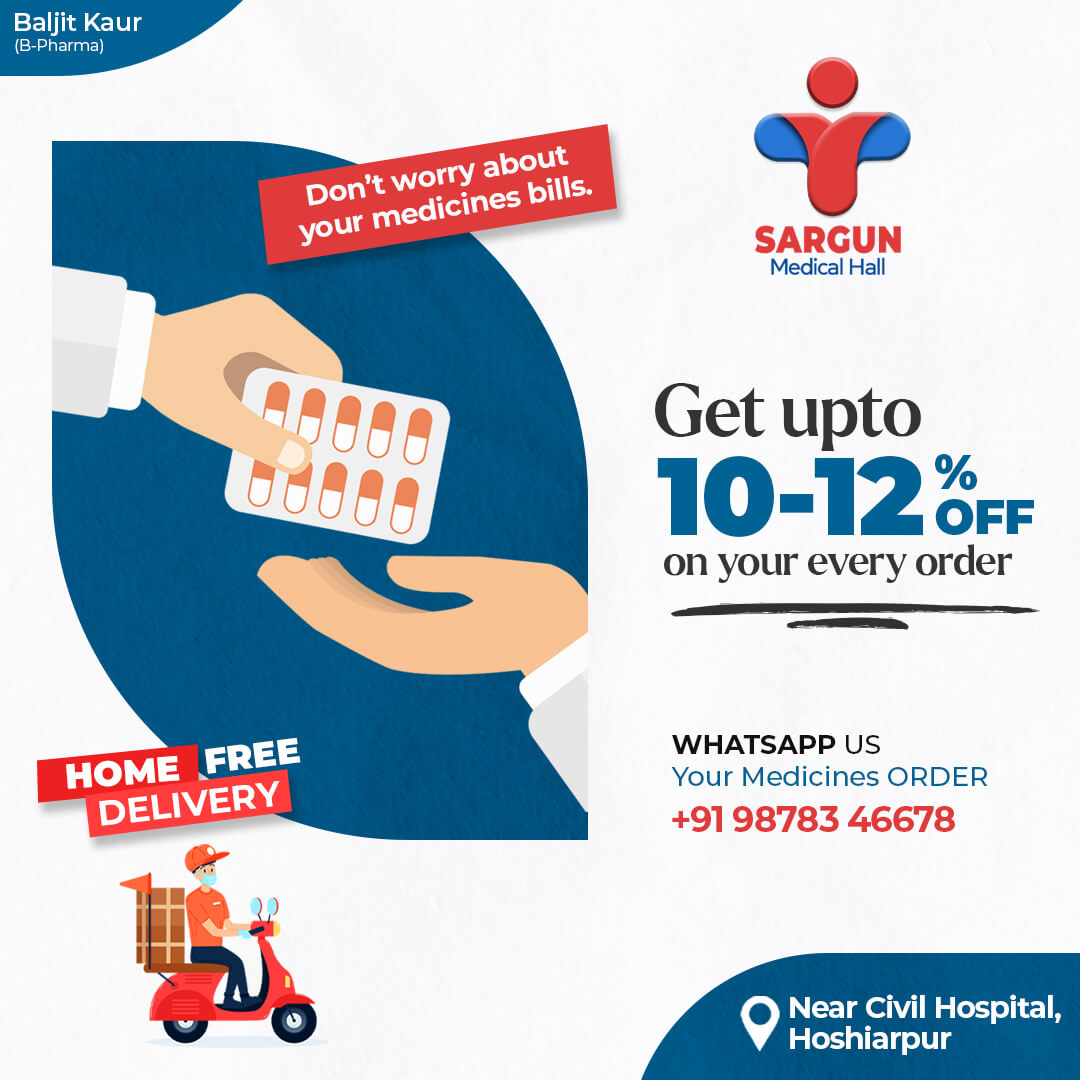 Baljit Kaur
(B-Pharma)
Don't worry about
your medicines bills.
SARGUN
Medical Hall
Get upto
10-12% OFF
on your every order
HOME FREE
DELIVERY
WHATSAPP US
Your Medicines ORDER
+91 98783 46678
Near Civil Hospital,
Hoshiarpur